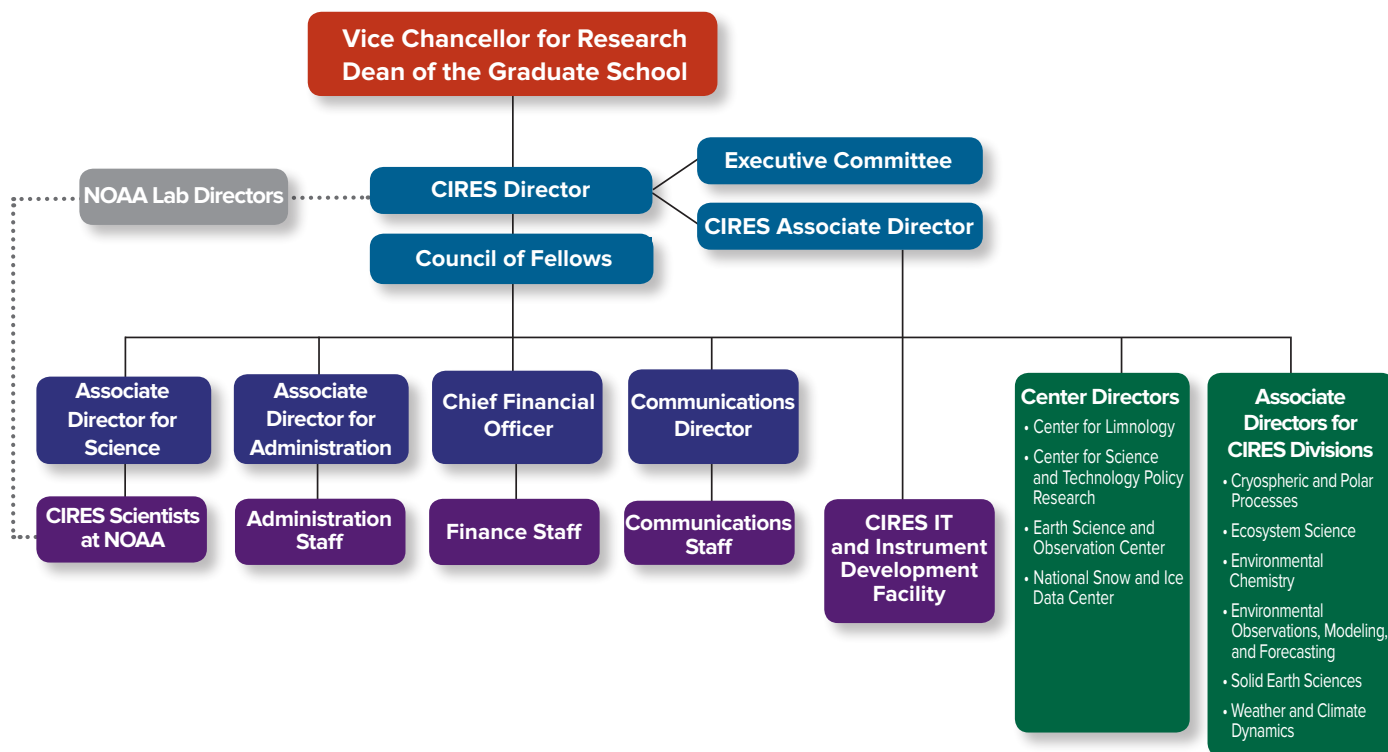 Vice Chancellor for Research
Dean of the Graduate School
Executive Committee
NOAA Lab Directors
CIRES Director
CIRES Associate Director
Council of Fellows
Associate
Director for
Science
Associate
Director for
Administration
Chief Financial
Officer
Communications
Director
CIRES Scientists
at NOAA
Administration
Staff
Finance Staff
Communications
Staff
CIRES IT
and Instrument
Development
Facility
Center Directors
• Center for Limnology
• Center for Science
and Technology Policy
Research
• Earth Science and
Observation Center
• National Snow and Ice
Data Center
Associate
Directors for
CIRES Divisions
• Cryospheric and Polar
Processes
• Ecosystem Science
• Environmental
Chemistry
• Environmental
Observations, Modeling,
and Forecasting
• Solid Earth Sciences
• Weather and Climate
Dynamics